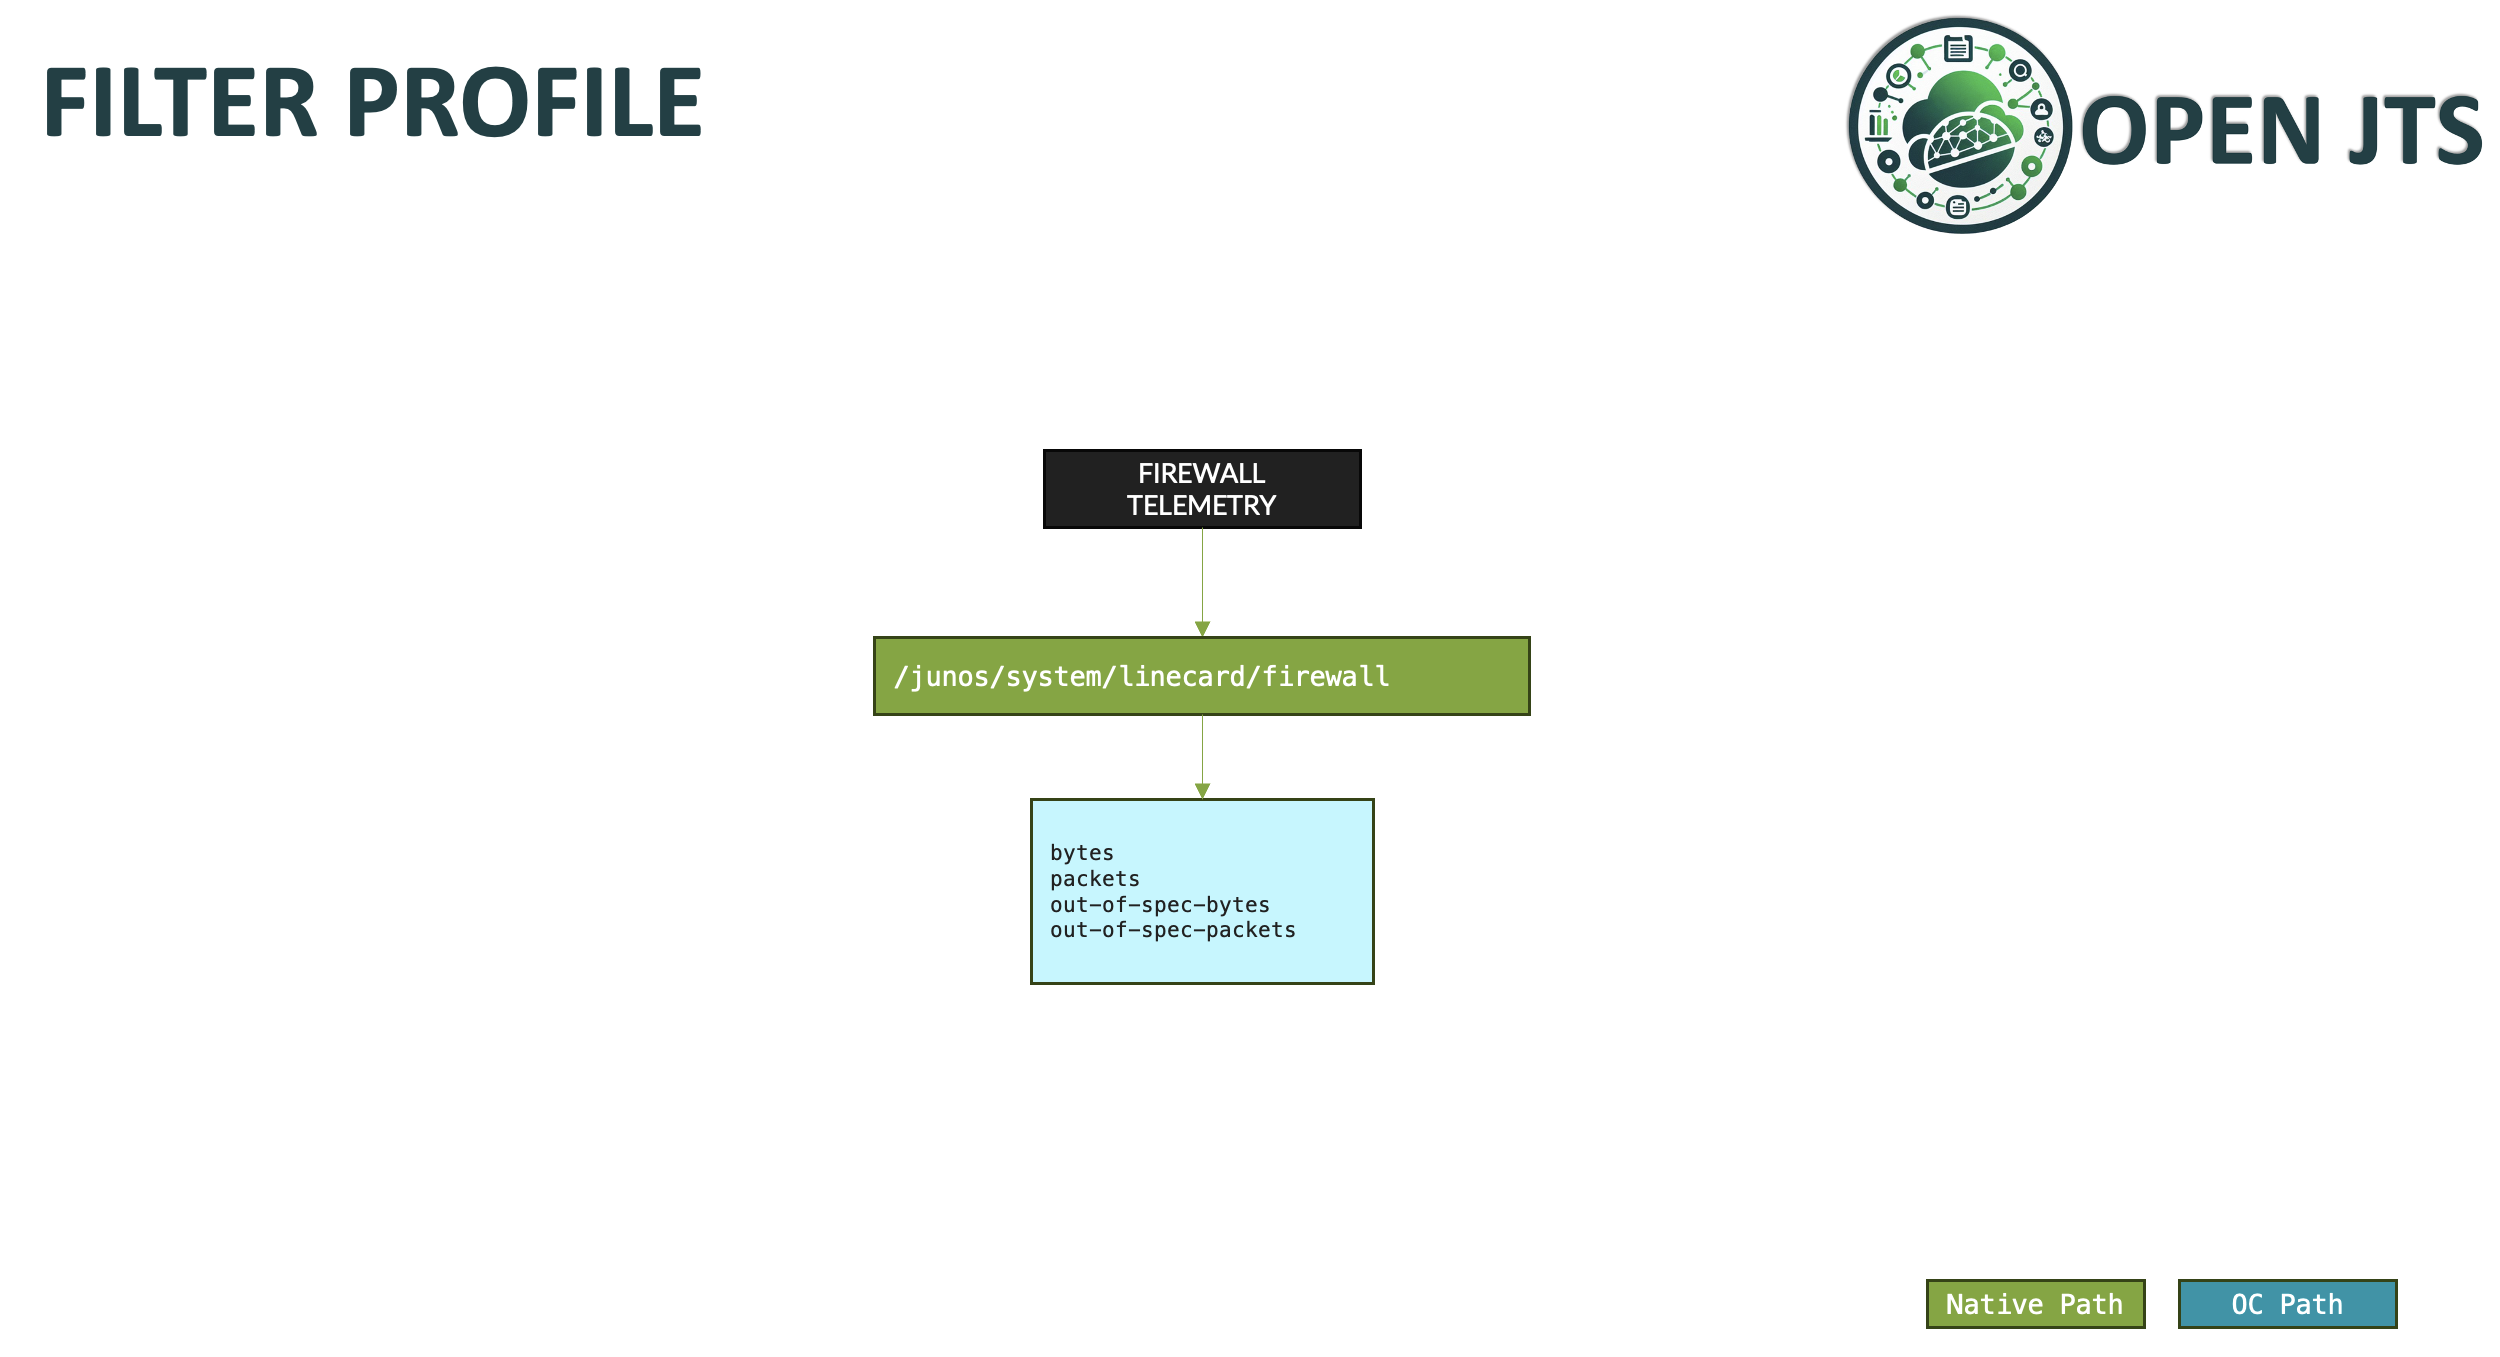 FILTER PROFILE
OPEN JTS
FIREWALL
TELEMETRY
/junos/system/linecard/firewall
bytes
packets
out-of-spec-bytes
out-of-spec-packets
Native Path
OC Path